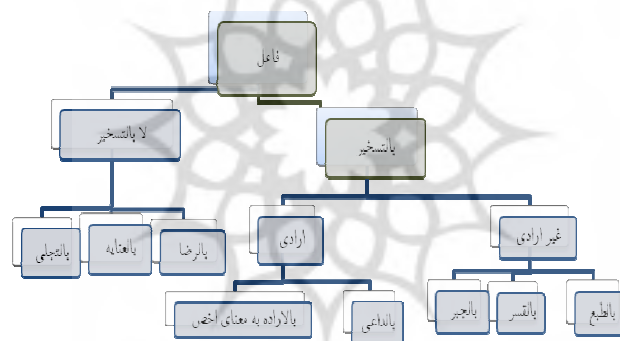 فاعل
بالتسخیر
لا بالتسخیر
غیر ارادی
ارادی
بالرضا
بالعنایه
بالتجلی
بالطبع
بالقسر
بالجبر
بالداعی
بالاراده به معنای اخص